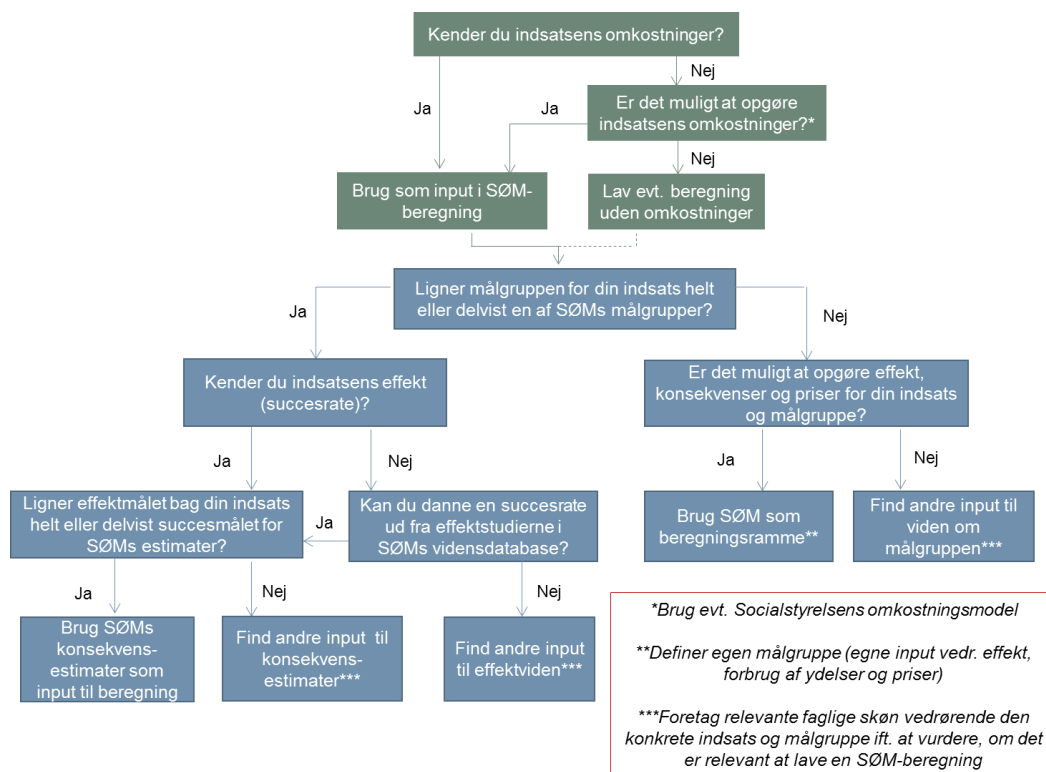 Kender du indsatsens omkostninger?
Nej
Ja
Ja
Er det muligt at opgøre
indsatsens omkostninger?*
Nej
Brug som input i SØM-
beregning
Lav evt. beregning
uden omkostninger
Ligner målgruppen for din indsats helt
eller delvist en af SØMs målgrupper?
Ja
Nej
Kender du indsatsens effekt
(succesrate)?
Er det muligt at opgøre effekt,
konsekvenser og priser for din indsats
og målgruppe?
Ja
Nej
Ja
Nej
Ligner effektmålet bag din indsats
helt eller delvist succesmålet for
SØMs estimater?
Ja
Kan du danne en succesrate
ud fra effektstudierne i
SØMs vidensdatabase?
Brug SØM som
beregningsramme**
Find andre input til
viden om
målgruppen***
Ja
Nej
Nej
Brug SØMs
konsekvens-
estimater som
input til beregning
Find andre input til
konsekvens-
estimater***
Find andre input
til effektviden***
*Brug evt. Socialstyrelsens omkostningsmodel
**Definer egen målgruppe (egne input vedr. effekt,
forbrug af ydelser og priser)
***Foretag relevante faglige skøn vedrørende den
konkrete indsats og målgruppe ift. at vurdere, om det
er relevant at lave en SØM-beregning